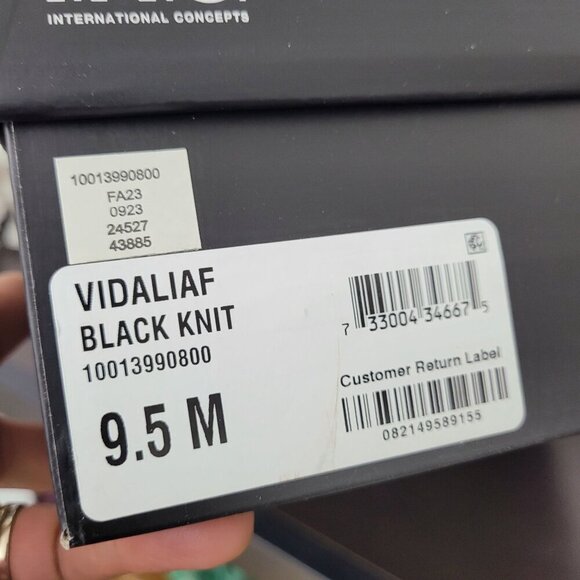 INTERNATIONAL CONCEPTS
10013990800
FA23
0923
24527
43885
VIDALIAF
BLACK KNIT
10013990800
9.5 M
7 33004 34667 5
Customer Return Label
082149589155